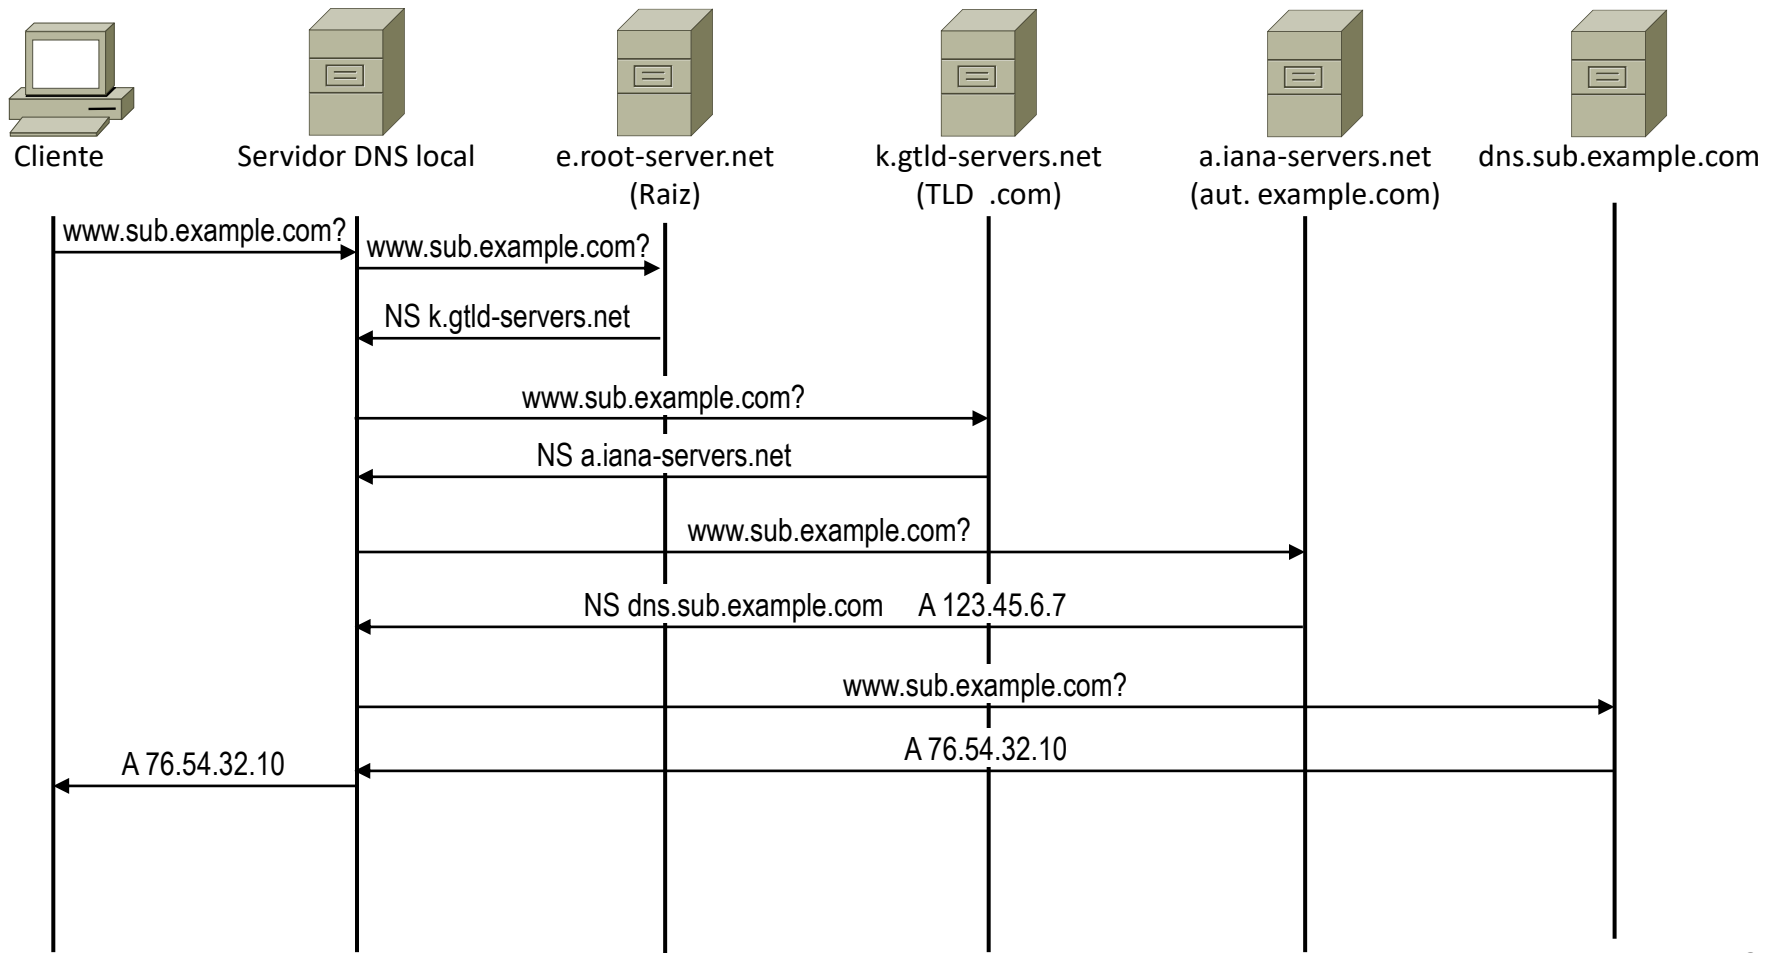 Cliente
Servidor DNS local
e.root-server.net
(Raiz)
k.gtld-servers.net
(TLD .com)
a.iana-servers.net
(aut. example.com)
dns.sub.example.com
www.sub.example.com?
www.sub.example.com?
NS k.gtld-servers.net
www.sub.example.com?
NS a.iana-servers.net
www.sub.example.com?
NS dns.sub.example.com A 123.45.6.7
www.sub.example.com?
A 76.54.32.10
A 76.54.32.10